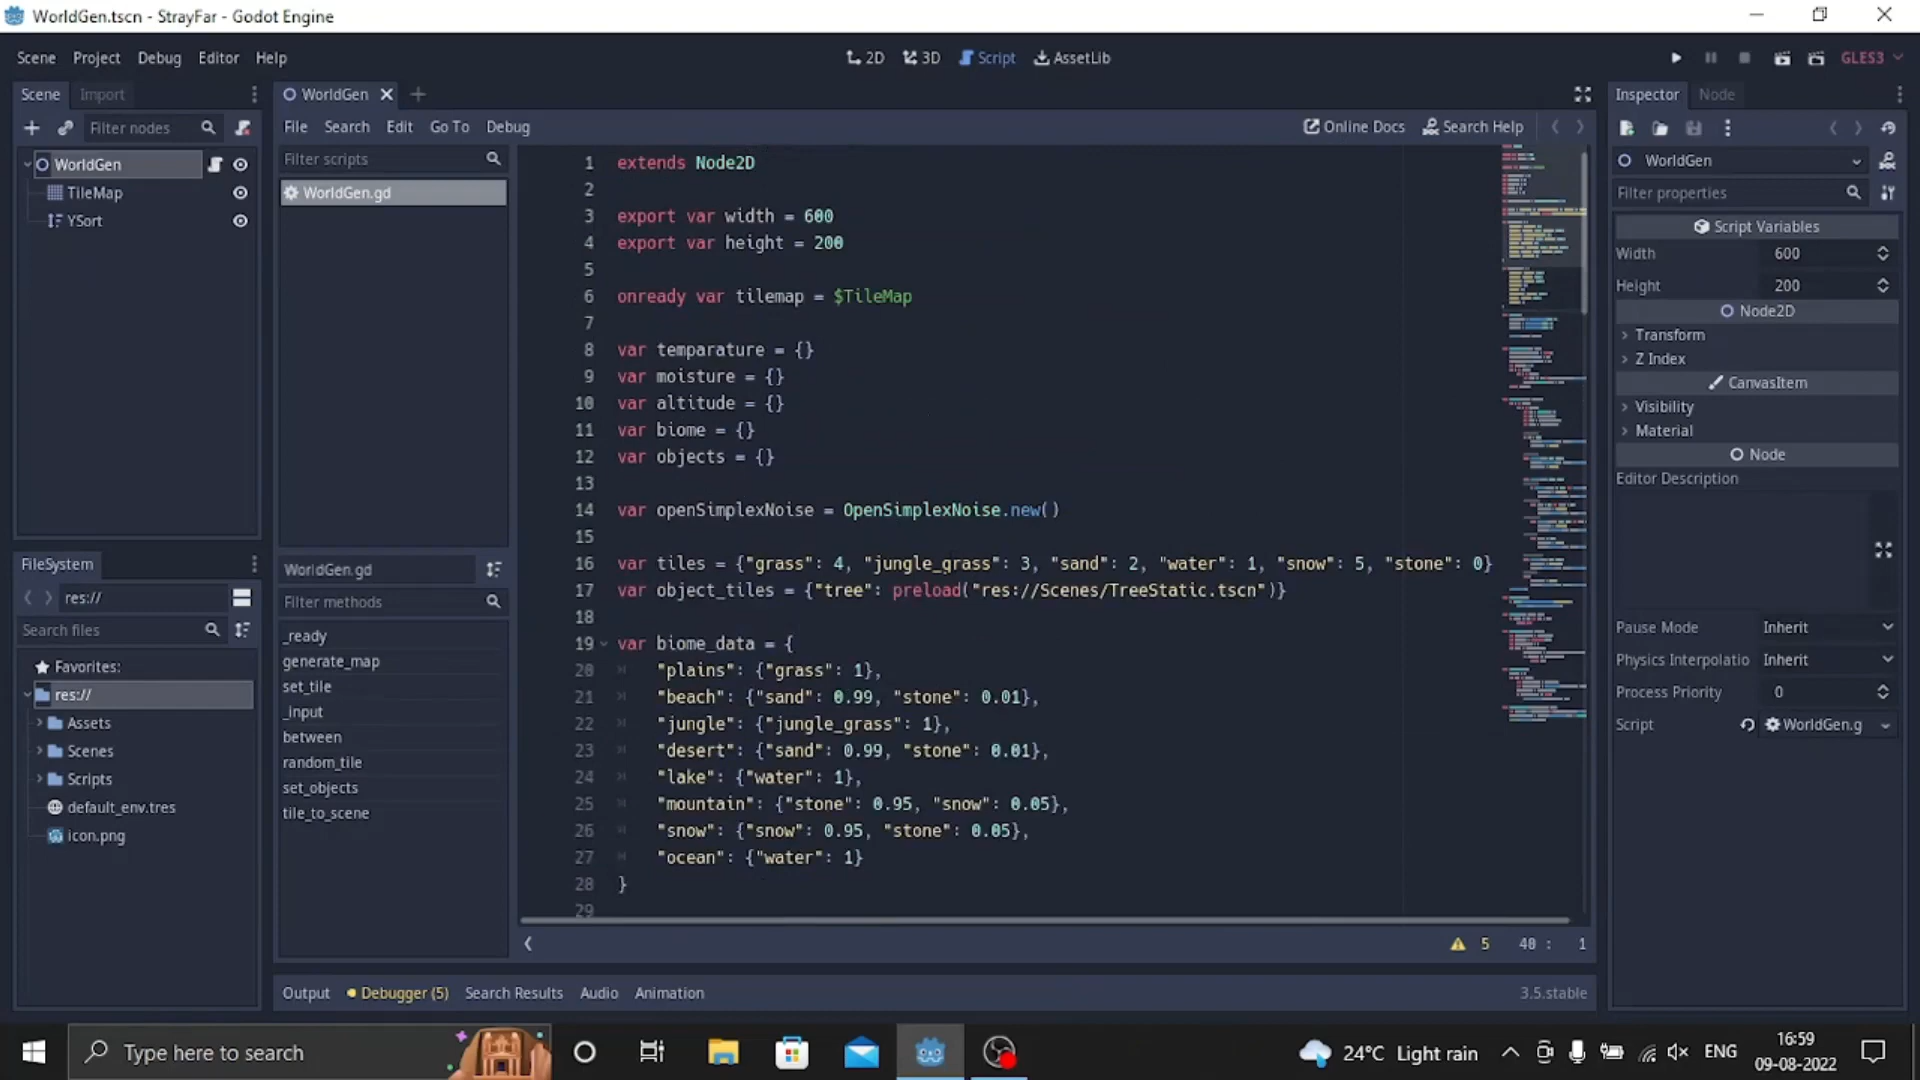 WorldGen.tscn - StrayFar - Godot Engine
Scene Project Debug Editor Help
2D 3D Script AssetLib
GLES3
Scene Import
Filter nodes
WorldGen
TileMap
YSort
FileSystem
res://
Search files
Favorites:
res://
Assets
Scenes
Scripts
default_env.tres
icon.png
WorldGen
File Search Edit Go To Debug
Online Docs Search Help
Filter scripts
WorldGen.gd
WorldGen.gd
Filter methods
_ready
generate_map
set_tile
_input
between
random_tile
set_objects
tile_to_scene
1 extends Node2D
2
3 export var width = 600
4 export var height = 200
5
6 onready var tilemap = $TileMap
7
8 var temparature = {}
9 var moisture = {}
10 var altitude = {}
11 var biome = {}
12 var objects = {}
13
14 var openSimplexNoise = OpenSimplexNoise.new()
15
16 var tiles = {"grass": 4, "jungle_grass": 3, "sand": 2, "water": 1, "snow": 5, "stone": 0}
17 var object_tiles = {"tree": preload("res://Scenes/TreeStatic.tscn")}
18
19 var biome_data = {
20 "plains": {"grass": 1},
21 "beach": {"sand": 0.99, "stone": 0.01},
22 "jungle": {"jungle_grass": 1},
23 "desert": {"sand": 0.99, "stone": 0.01},
24 "lake": {"water": 1},
25 "mountain": {"stone": 0.95, "snow": 0.05},
26 "snow": {"snow": 0.95, "stone": 0.05},
27 "ocean": {"water": 1}
28 }
29
5 40 : 1
Output Debugger (5) Search Results Audio Animation
3.5.stable
Inspector Node
WorldGen
Filter properties
Script Variables
Width 600
Height 200
Node2D
Transform
Z Index
CanvasItem
Visibility
Material
Node
Editor Description
Pause Mode Inherit
Physics Interpolatio Inherit
Process Priority 0
Script WorldGen.g
Type here to search
24°C Light rain
ENG
16:59
09-08-2022